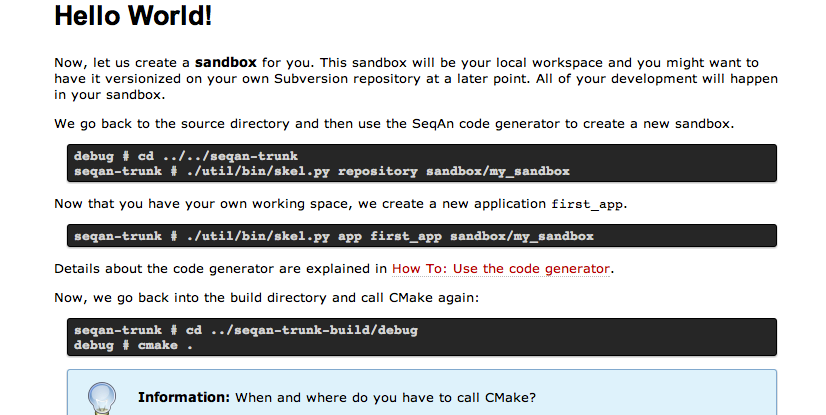 Hello World!
Now, let us create a sandbox for you. This sandbox will be your local workspace and you might want to
have it versionized on your own Subversion repository at a later point. All of your development will happen
in your sandbox.
We go back to the source directory and then use the SeqAn code generator to create a new sandbox.
debug # cd ../../seqan-trunk
seqan-trunk # ./util/bin/skel.py repository sandbox/my_sandbox
Now that you have your own working space, we create a new application first_app.
seqan-trunk # ./util/bin/skel.py app first_app sandbox/my_sandbox
Details about the code generator are explained in How To: Use the code generator.
Now, we go back into the build directory and call CMake again:
seqan-trunk # cd ../seqan-trunk-build/debug
debug # cmake .
Information: When and where do you have to call CMake?